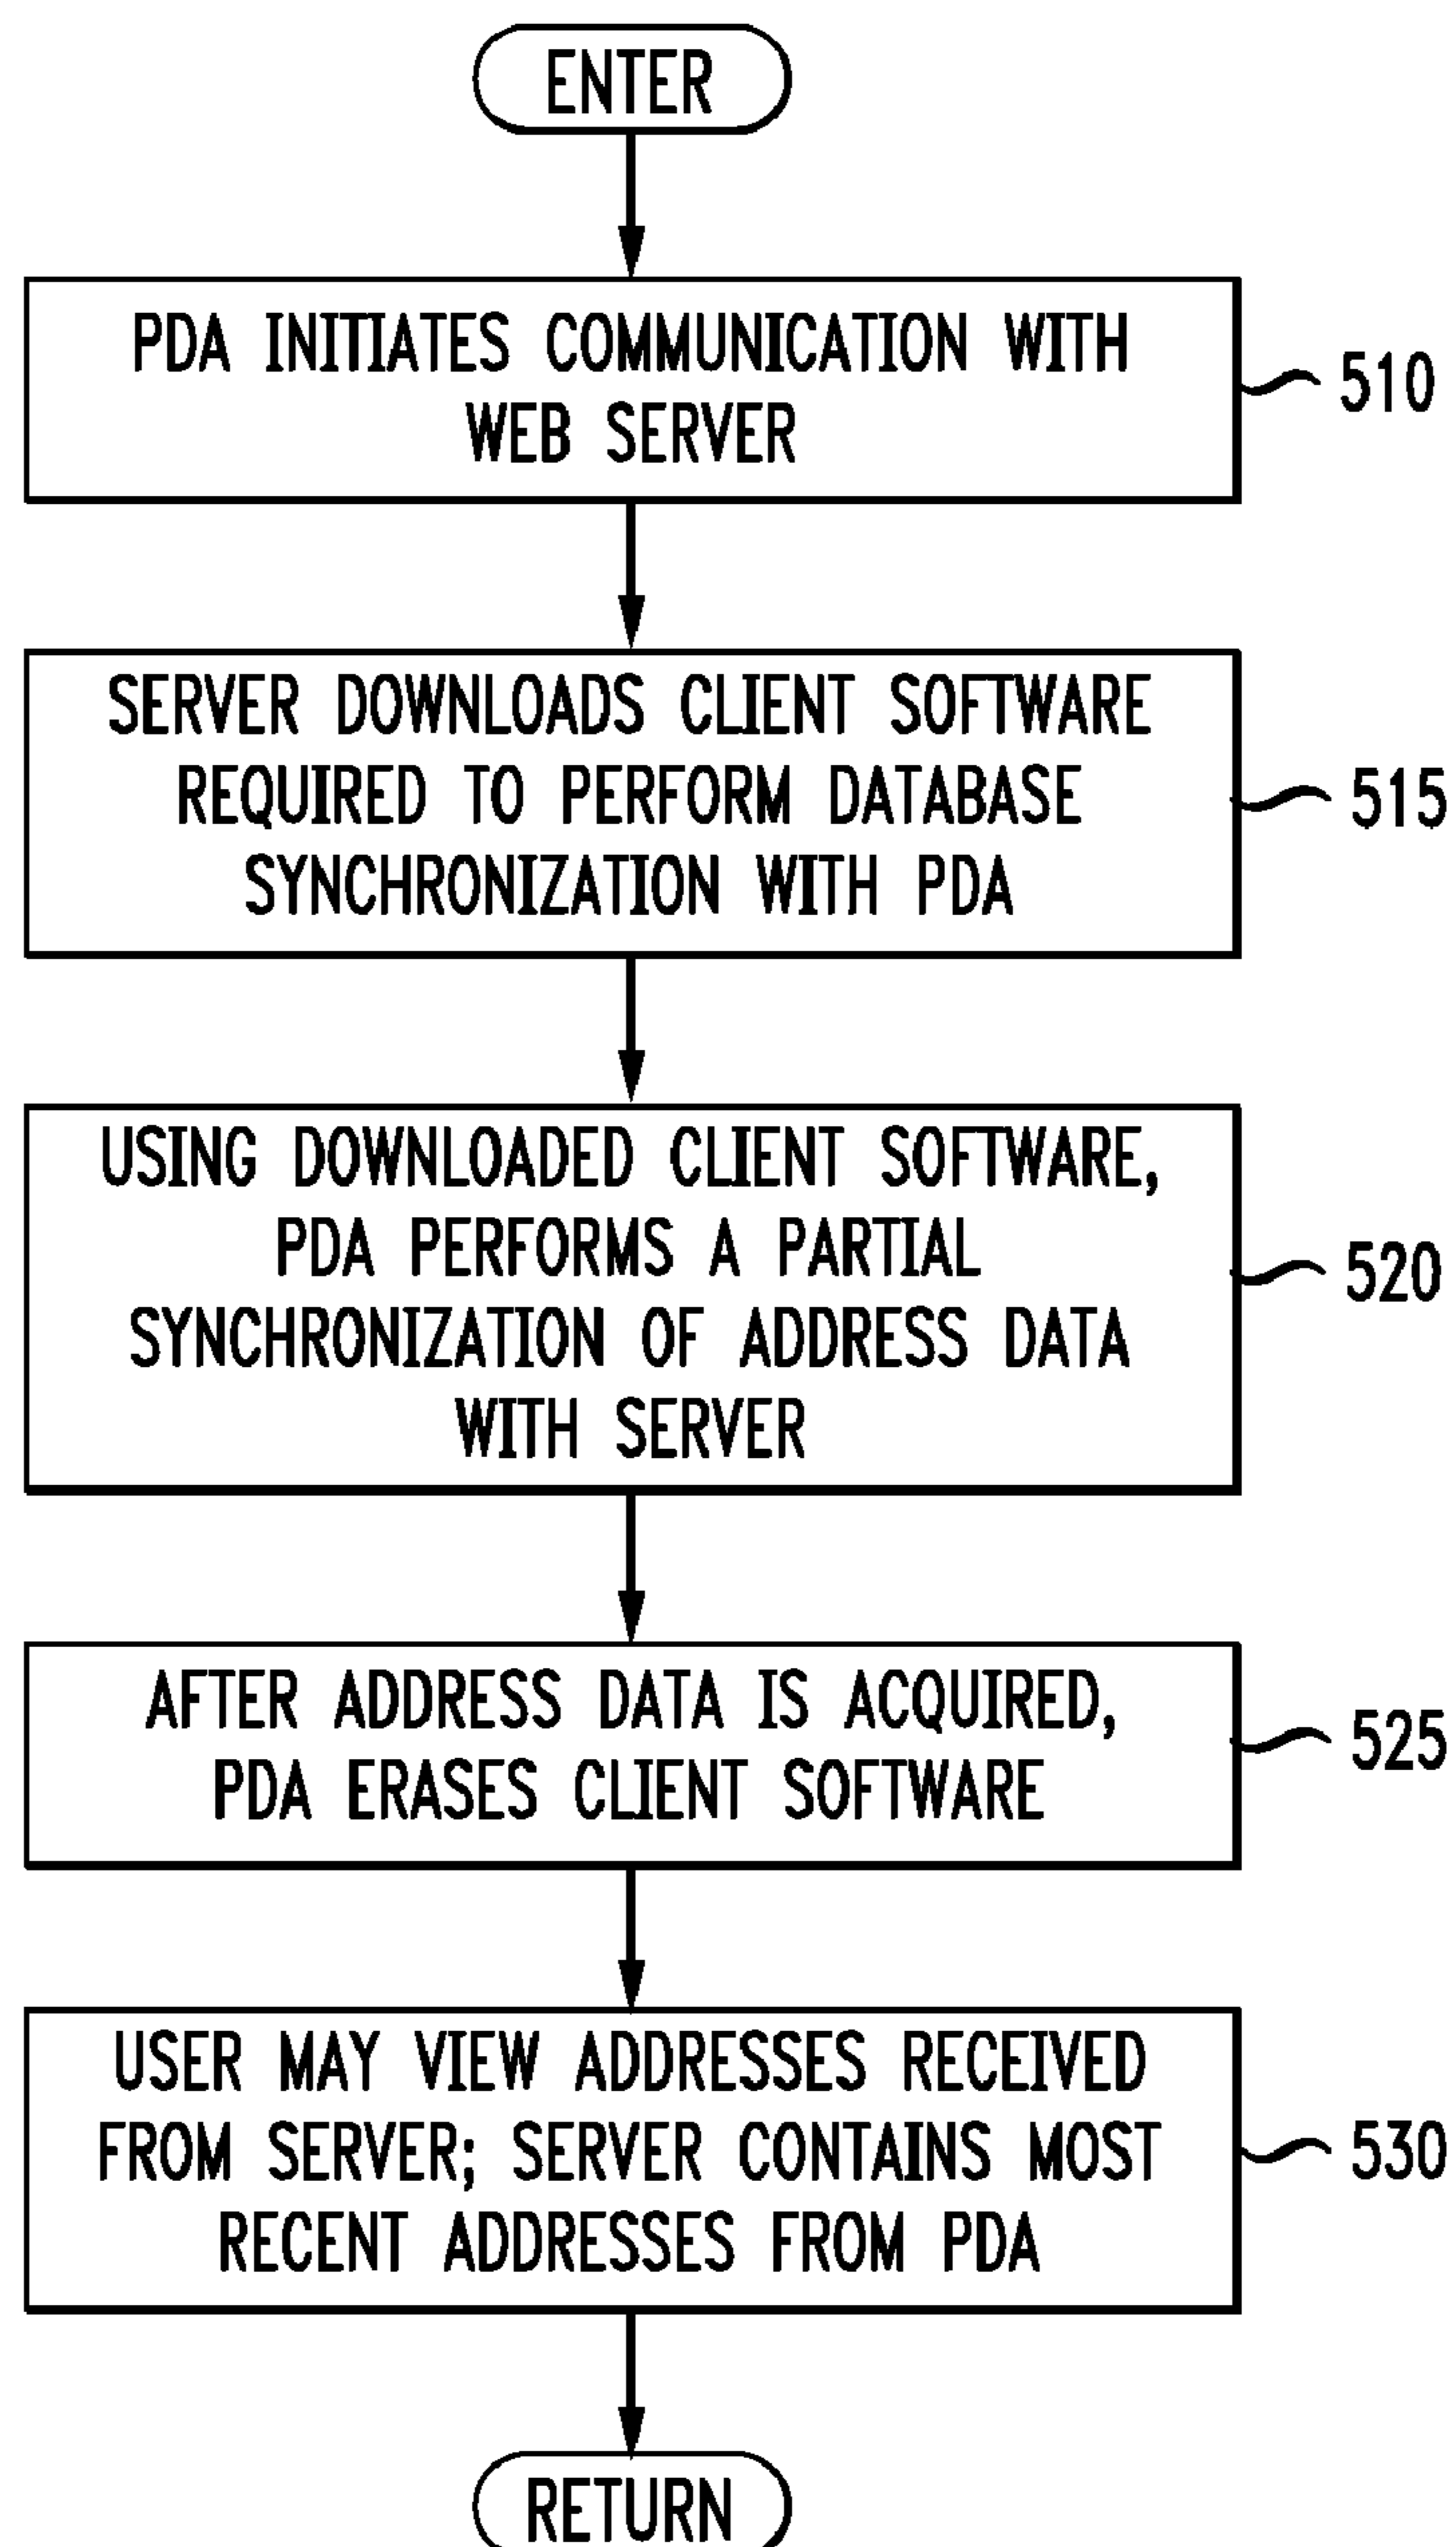 ENTER
PDA INITIATES COMMUNICATION WITH
WEB SERVER
510
SERVER DOWNLOADS CLIENT SOFTWARE
REQUIRED TO PERFORM DATABASE
SYNCHRONIZATION WITH PDA
515
USING DOWNLOADED CLIENT SOFTWARE,
PDA PERFORMS A PARTIAL
SYNCHRONIZATION OF ADDRESS DATA
WITH SERVER
520
AFTER ADDRESS DATA IS ACQUIRED,
PDA ERASES CLIENT SOFTWARE
525
USER MAY VIEW ADDRESSES RECEIVED
FROM SERVER; SERVER CONTAINS MOST
RECENT ADDRESSES FROM PDA
530
RETURN